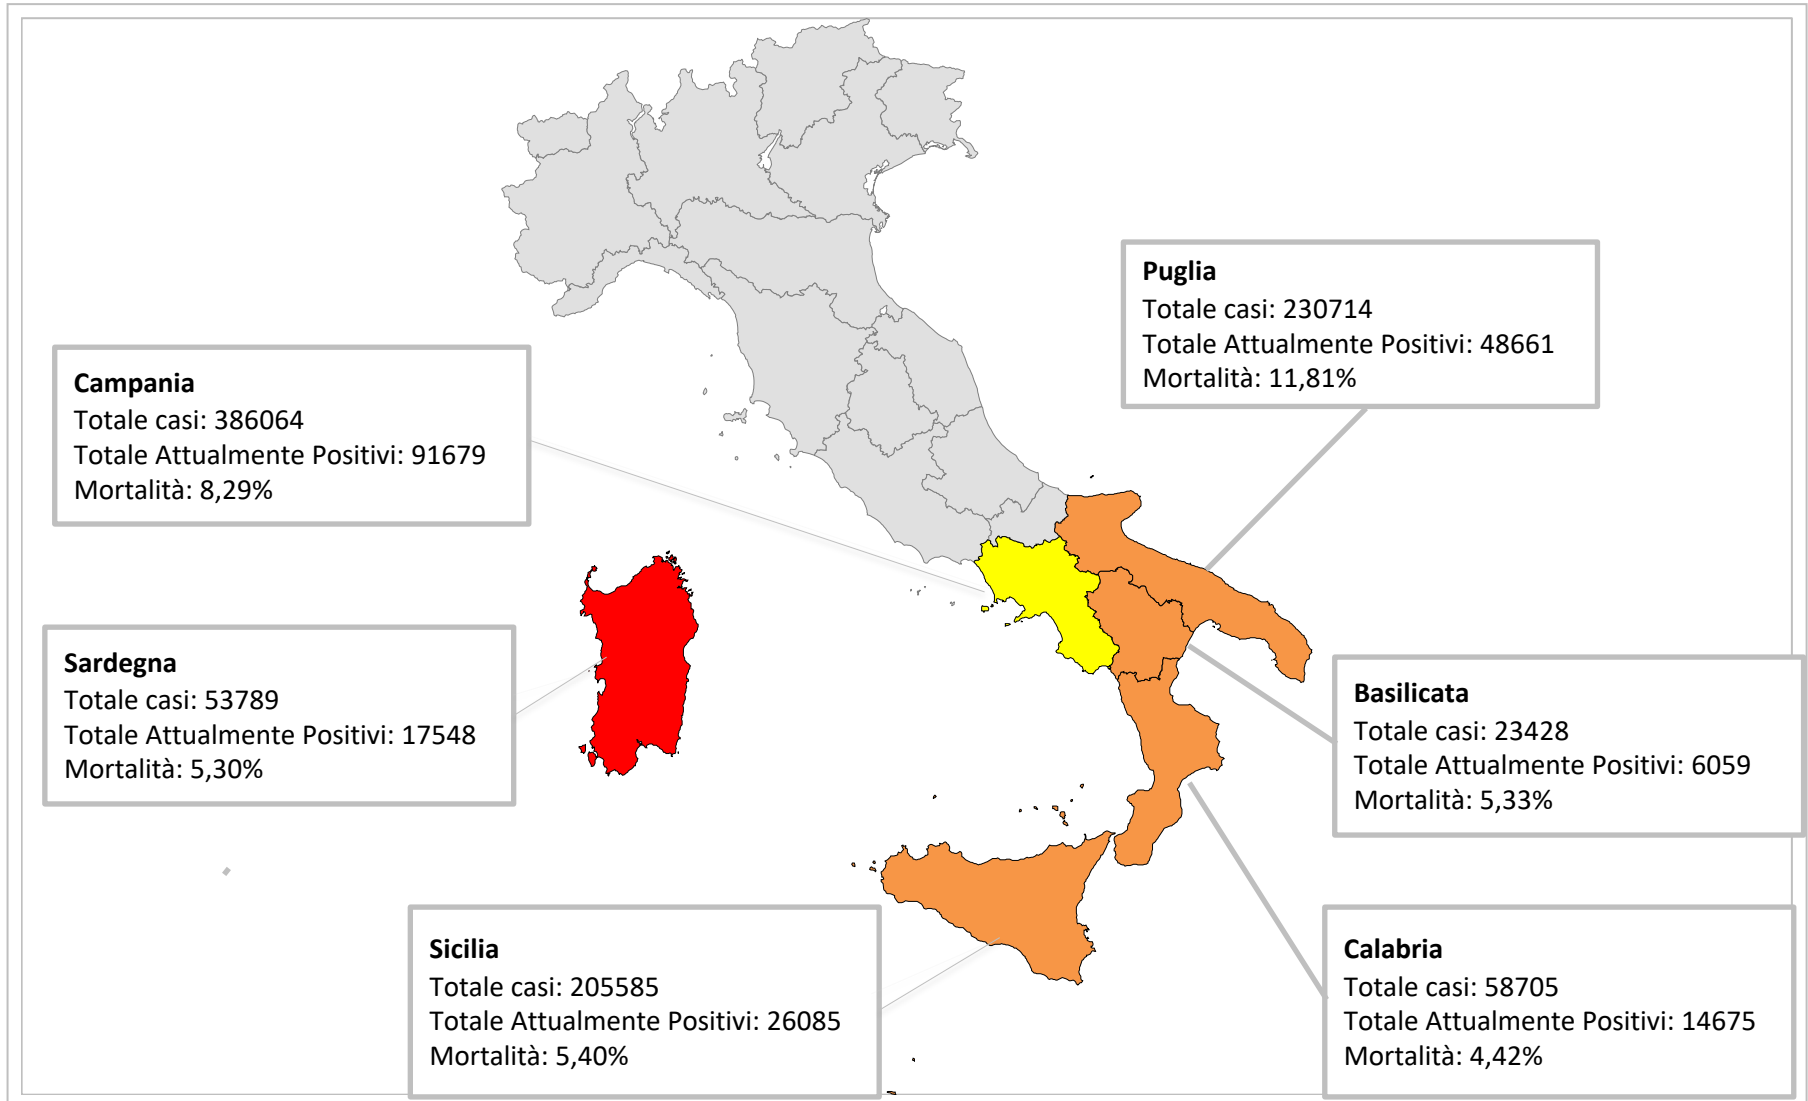 Puglia
Totale casi: 230714
Totale Attualmente Positivi: 48661
Mortalità: 11,81%
Campania
Totale casi: 386064
Totale Attualmente Positivi: 91679
Mortalità: 8,29%
Sardegna
Totale casi: 53789
Totale Attualmente Positivi: 17548
Mortalità: 5,30%
Basilicata
Totale casi: 23428
Totale Attualmente Positivi: 6059
Mortalità: 5,33%
Sicilia
Totale casi: 205585
Totale Attualmente Positivi: 26085
Mortalità: 5,40%
Calabria
Totale casi: 58705
Totale Attualmente Positivi: 14675
Mortalità: 4,42%